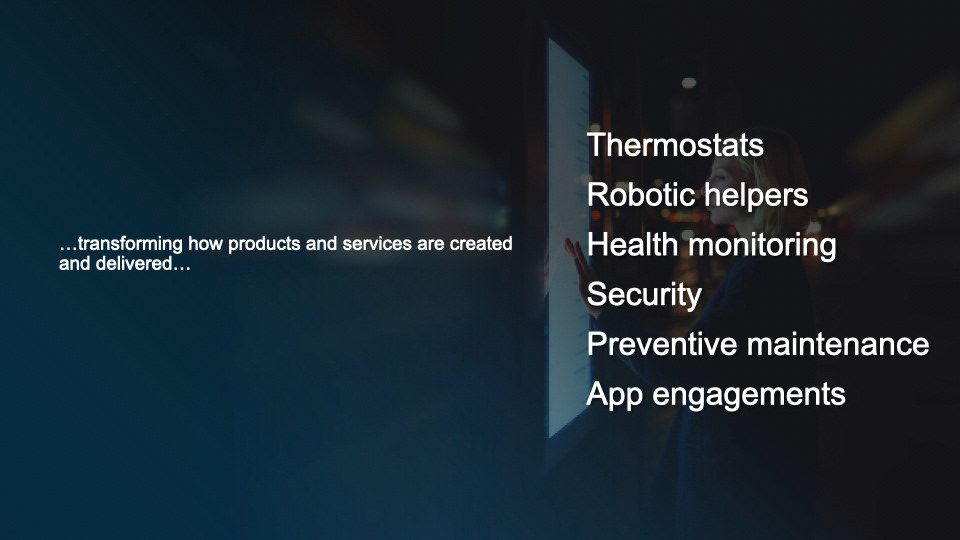 …transforming how products and services are created
and delivered…
Thermostats
Robotic helpers
Health monitoring
Security
Preventive maintenance
App engagements